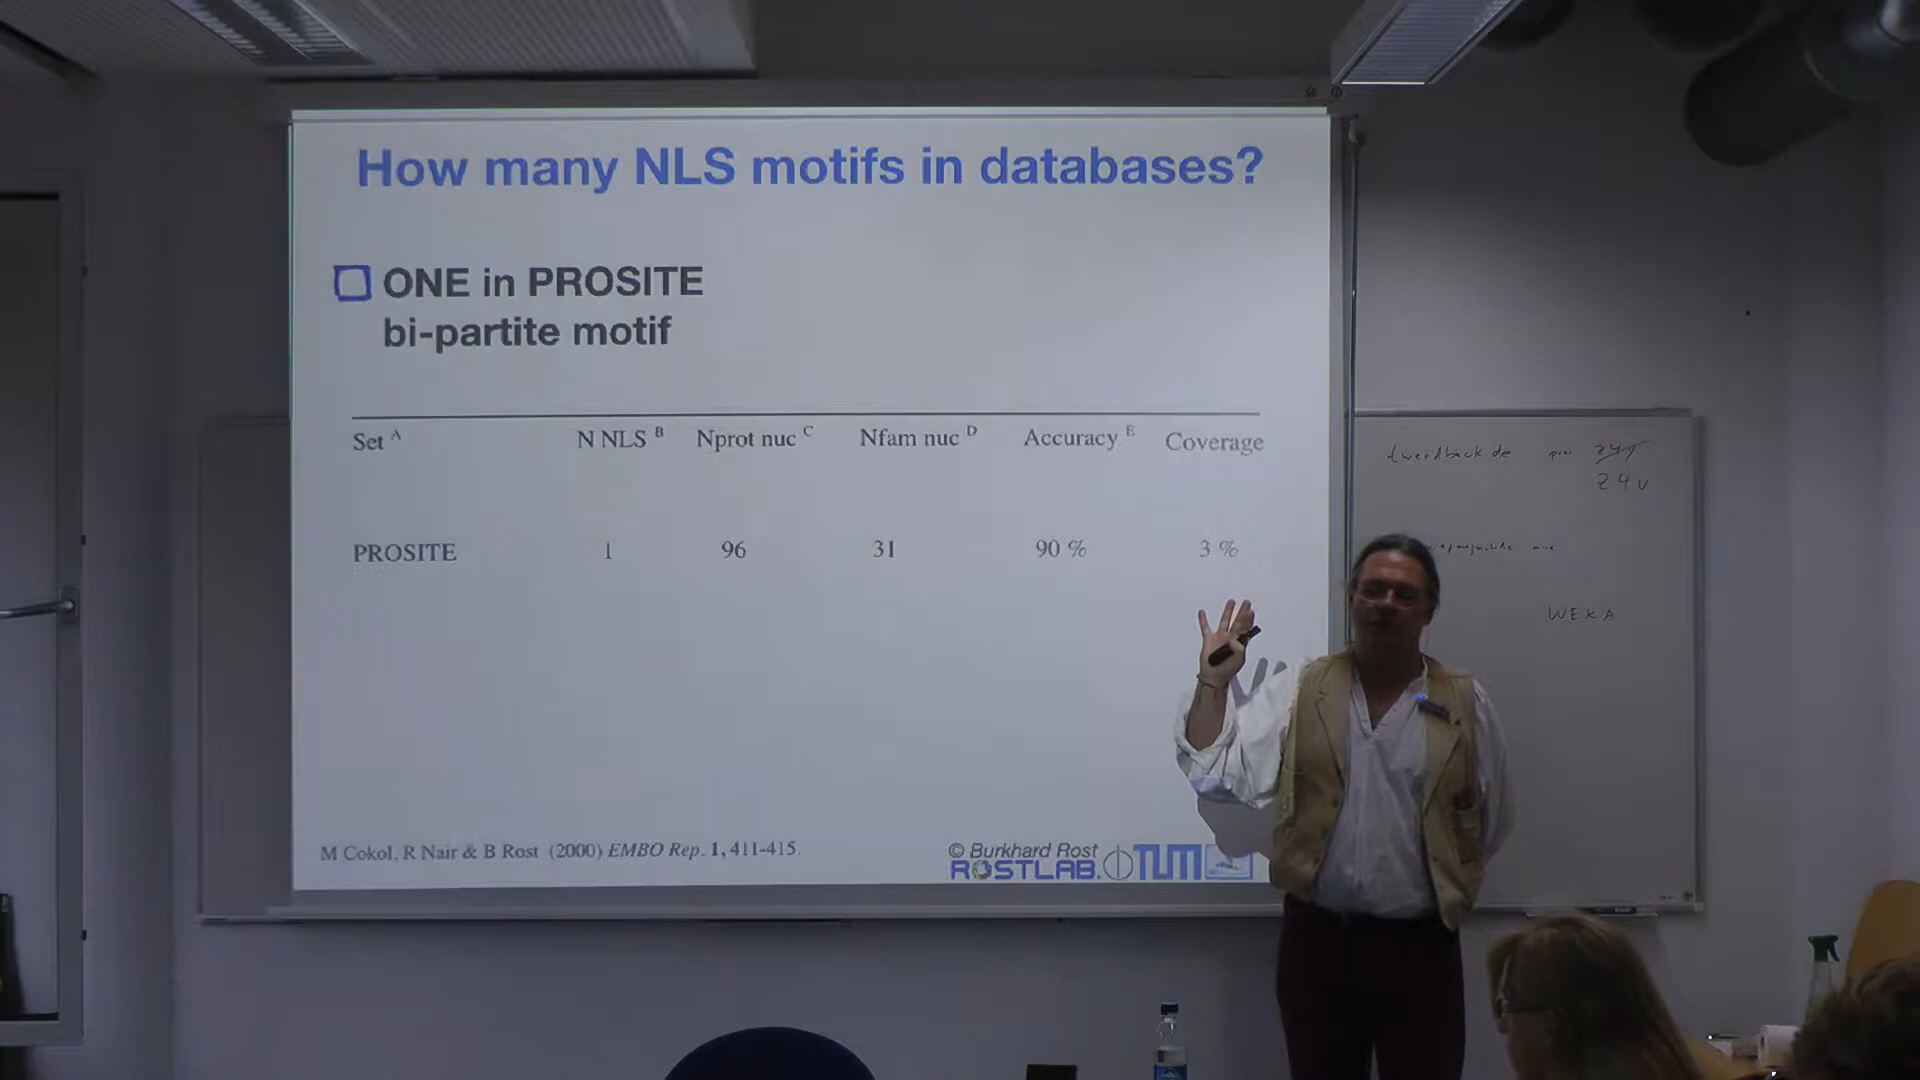 How many NLS motifs in databases?
ONE in PROSITE
bi-partite motif
Set A N NLS B Nprot nuc C Nfam nuc D Accuracy E Coverage
PROSITE 1 96 31 90 % 3 %
M Cokol, R Nair & B Rost (2000) EMBO Rep. 1, 411-415.
© Burkhard Rost
ROSTLAB. TUM
tweedback.de
Z4V
WEKA